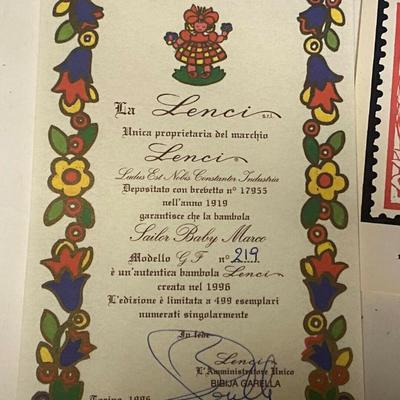 La Lenci s.r.l.
Unica proprietaria del marchio
Lenci
Ludus Est Nobis Constanter Industria
Depositato con brevetto n° 17955
nell'anno 1919
garantisce che la bambola
Sailor Baby Marco
Modello G F n° 219
è un'autentica bambola Lenci
creata nel 1996
L'edizione è limitata a 499 esemplari
numerati singolarmente
In fede
Lenci
L'Amministratore Unico
BIBIJA GARELLA
Torino, 1996